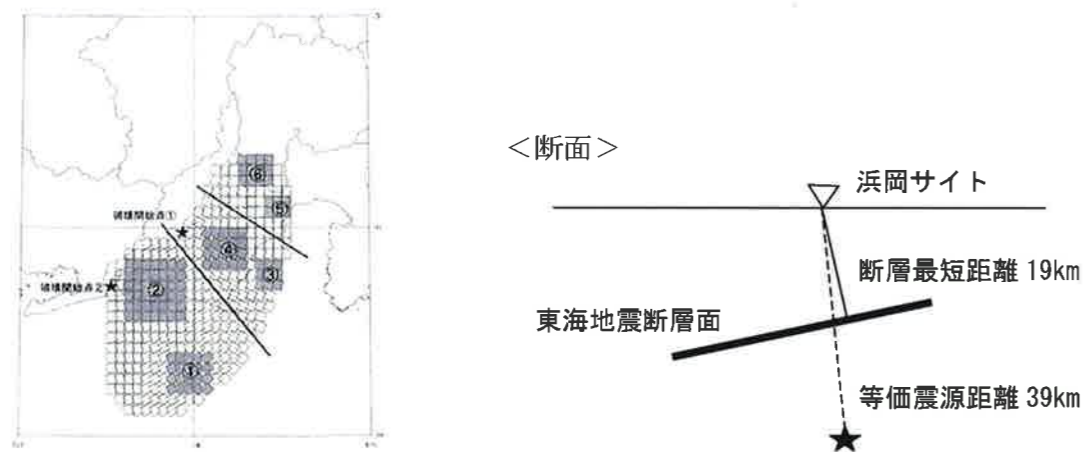 ⑥
⑤
破壊開始点①
④
③
破壊開始点2
②
①
＜断面＞
浜岡サイト
断層最短距離 19km
東海地震断層面
等価震源距離 39km